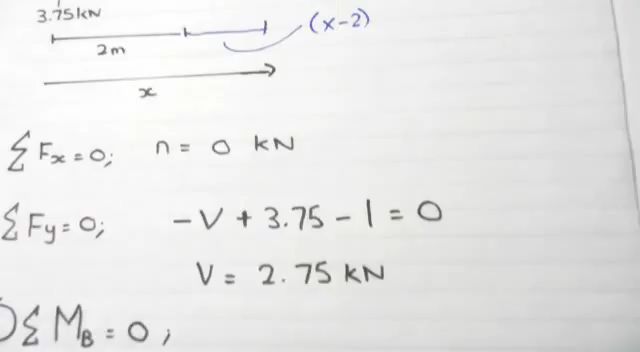 3.75kN
(x-2)
2m
x
ΣFx=0; n = 0 kN
ΣFy=0; -V + 3.75 - 1 = 0
V = 2.75 kN
ΣMB = 0;